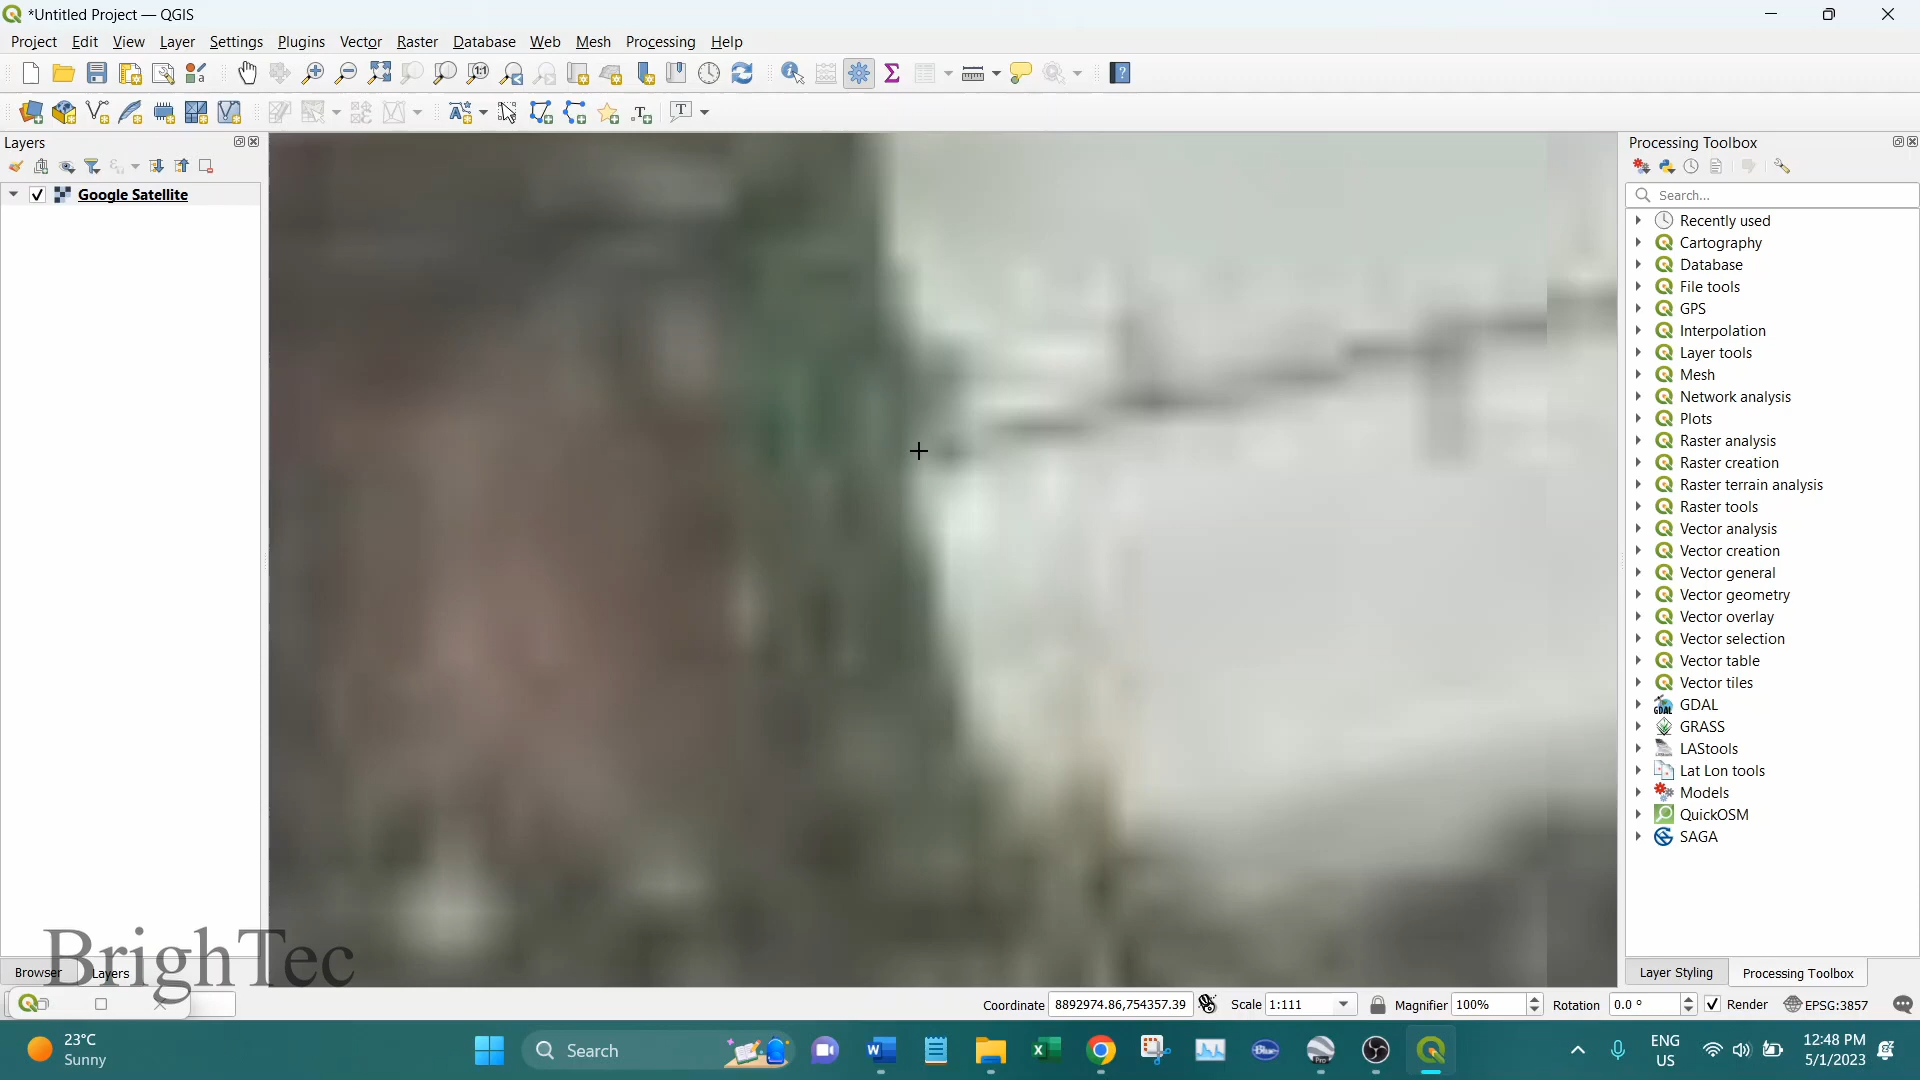 *Untitled Project — QGIS
Project Edit View Layer Settings Plugins Vector Raster Database Web Mesh Processing Help
Layers
Google Satellite
Processing Toolbox
Search...
Recently used
Cartography
Database
File tools
GPS
Interpolation
Layer tools
Mesh
Network analysis
Plots
Raster analysis
Raster creation
Raster terrain analysis
Raster tools
Vector analysis
Vector creation
Vector general
Vector geometry
Vector overlay
Vector selection
Vector table
Vector tiles
GDAL
GRASS
LAStools
Lat Lon tools
Models
QuickOSM
SAGA
BrighTec
Browser Layers
Layer Styling Processing Toolbox
Coordinate 8892974.86,754357.39 Scale 1:111 Magnifier 100% Rotation 0.0 ° Render EPSG:3857
23°C
Sunny
Search
ENG
US
12:48 PM
5/1/2023